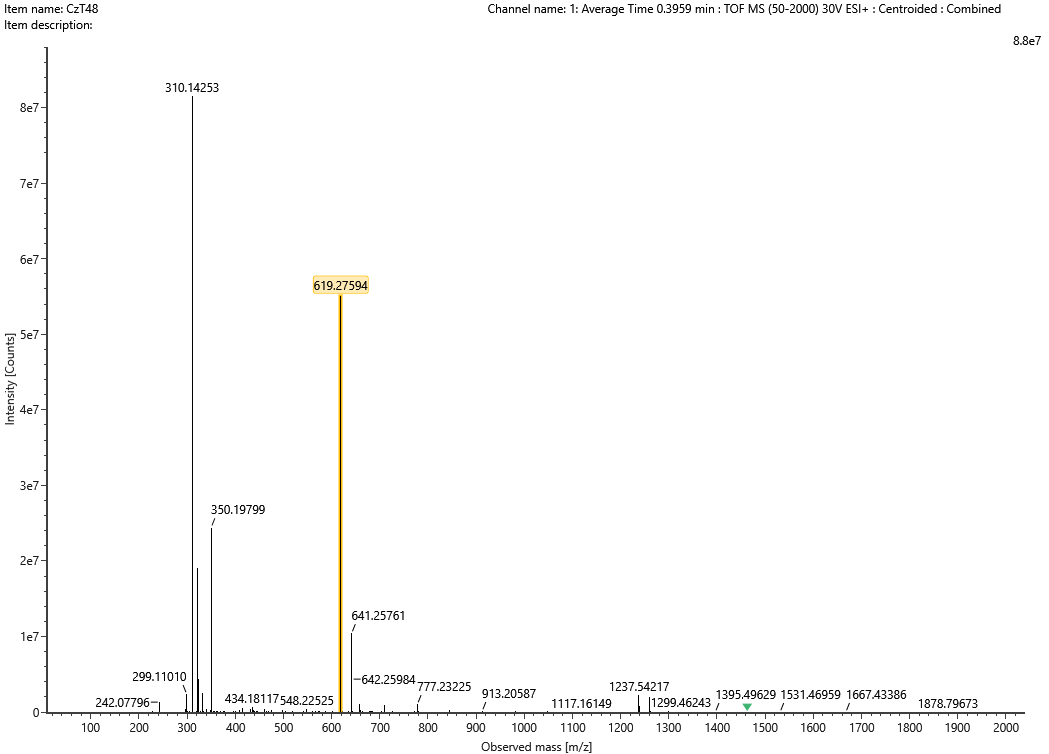 Item name: CzT48
Channel name: 1: Average Time 0.3959 min : TOF MS (50-2000) 30V ESI+ : Centroided : Combined
Item description:
8.8e7
310.14253
8e7
7e7
6e7
619.27594
5e7
Intensity [Counts]
4e7
3e7
350.19799
2e7
641.25761
1e7
299.11010
642.25984
777.23225
1237.54217
242.07796
434.18117
548.22525
913.20587
1117.16149
1299.46243
1395.49629
1531.46959
1667.43386
1878.79673
0
100 200 300 400 500 600 700 800 900 1000 1100 1200 1300 1400 1500 1600 1700 1800 1900 2000
Observed mass [m/z]